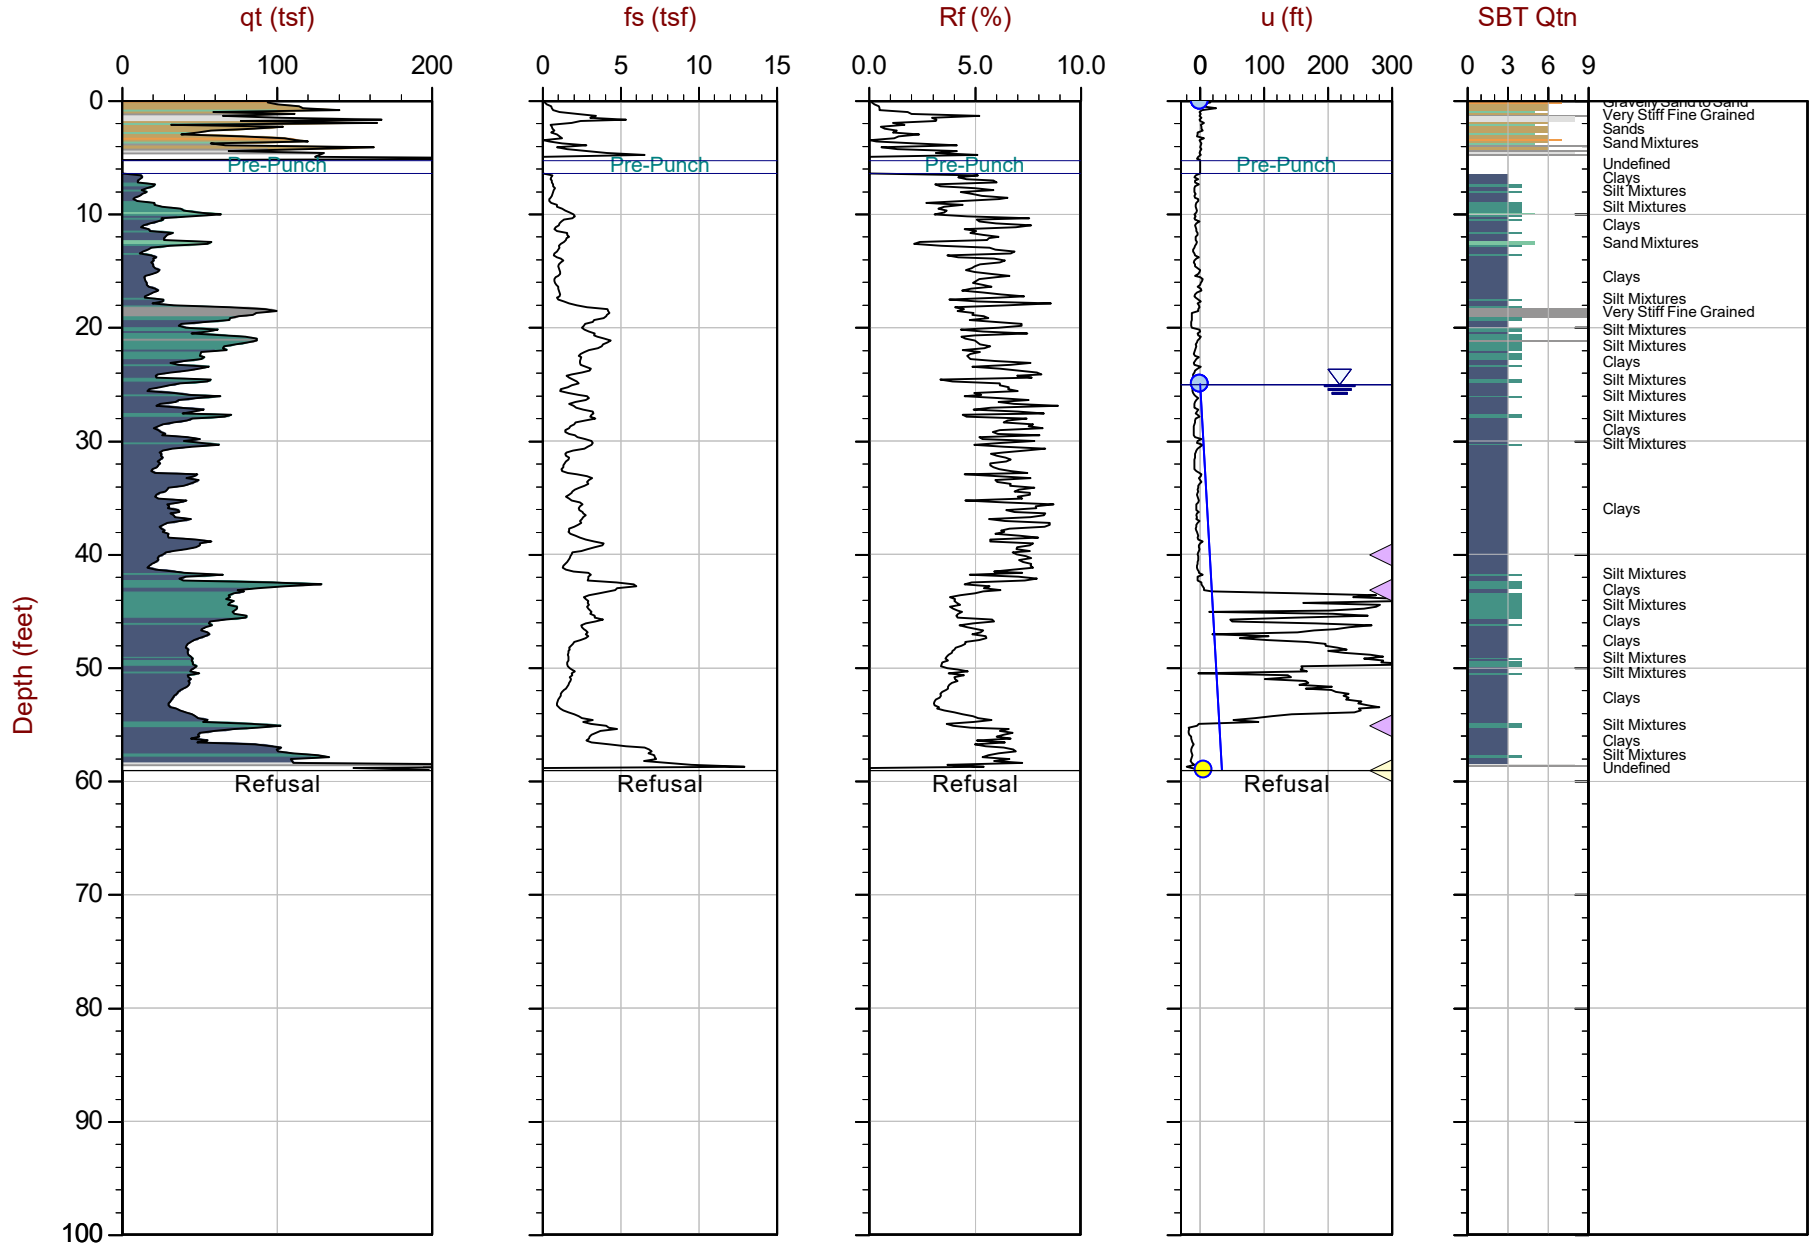 qt (tsf) fs (tsf) Rf (%) u (ft) SBT Qtn
0 100 200 0 5 10 15 0.0 5.0 10.0 0 100 200 300 0 3 6 9
0
Gravelly Sand to Sand
Very Stiff Fine Grained
Sands
Sand Mixtures
Pre-Punch Pre-Punch Pre-Punch Pre-Punch Undefined
Clays
Silt Mixtures
Silt Mixtures
10
Clays
Sand Mixtures
Clays
Silt Mixtures
Very Stiff Fine Grained
20
Silt Mixtures
Silt Mixtures
Clays
Silt Mixtures
Silt Mixtures
Silt Mixtures
Clays
30
Silt Mixtures
Clays
40
Silt Mixtures
Clays
Silt Mixtures
Clays
Clays
Silt Mixtures
50
Silt Mixtures
Clays
Silt Mixtures
Clays
Silt Mixtures
Undefined
60
Refusal Refusal Refusal Refusal
70
80
90
100
Depth (feet)